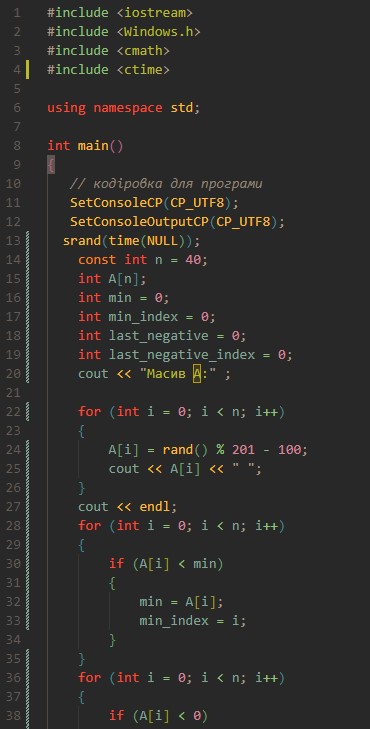 1 #include <iostream>
2 #include <Windows.h>
3 #include <cmath>
4 #include <ctime>
5
6 using namespace std;
7
8 int main()
9 {
10 // кодіровка для програми
11 SetConsoleCP(CP_UTF8);
12 SetConsoleOutputCP(CP_UTF8);
13 srand(time(NULL));
14 const int n = 40;
15 int A[n];
16 int min = 0;
17 int min_index = 0;
18 int last_negative = 0;
19 int last_negative_index = 0;
20 cout << "Масив А:" ;
21
22 for (int i = 0; i < n; i++)
23 {
24 A[i] = rand() % 201 - 100;
25 cout << A[i] << " ";
26 }
27 cout << endl;
28 for (int i = 0; i < n; i++)
29 {
30 if (A[i] < min)
31 {
32 min = A[i];
33 min_index = i;
34 }
35 }
36 for (int i = 0; i < n; i++)
37 {
38 if (A[i] < 0)